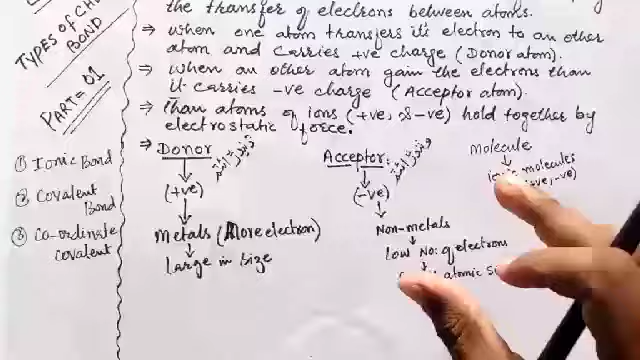 TYPES OF CH
BOND
PART= 01
① Ionic Bond
② Covalent
Bond
③ Co-ordinate
covalent
the transfer of electrons between atoms.
⇒ when one atom transfers its electron to an other
atom and carries +ve charge (Donor atom).
⇒ when an other atom gain the electrons than
it carries -ve charge (Acceptor atom).
⇒ Than atoms of ions (+ve, & -ve) hold together by
electrostatic force.
⇒ Donor
(+ve)
Metals (More electron)
Large in Size
Acceptor
(-ve)
Non-metals
Low No: of electrons
atomic Si
Molecule
molecules
+ve, -ve)